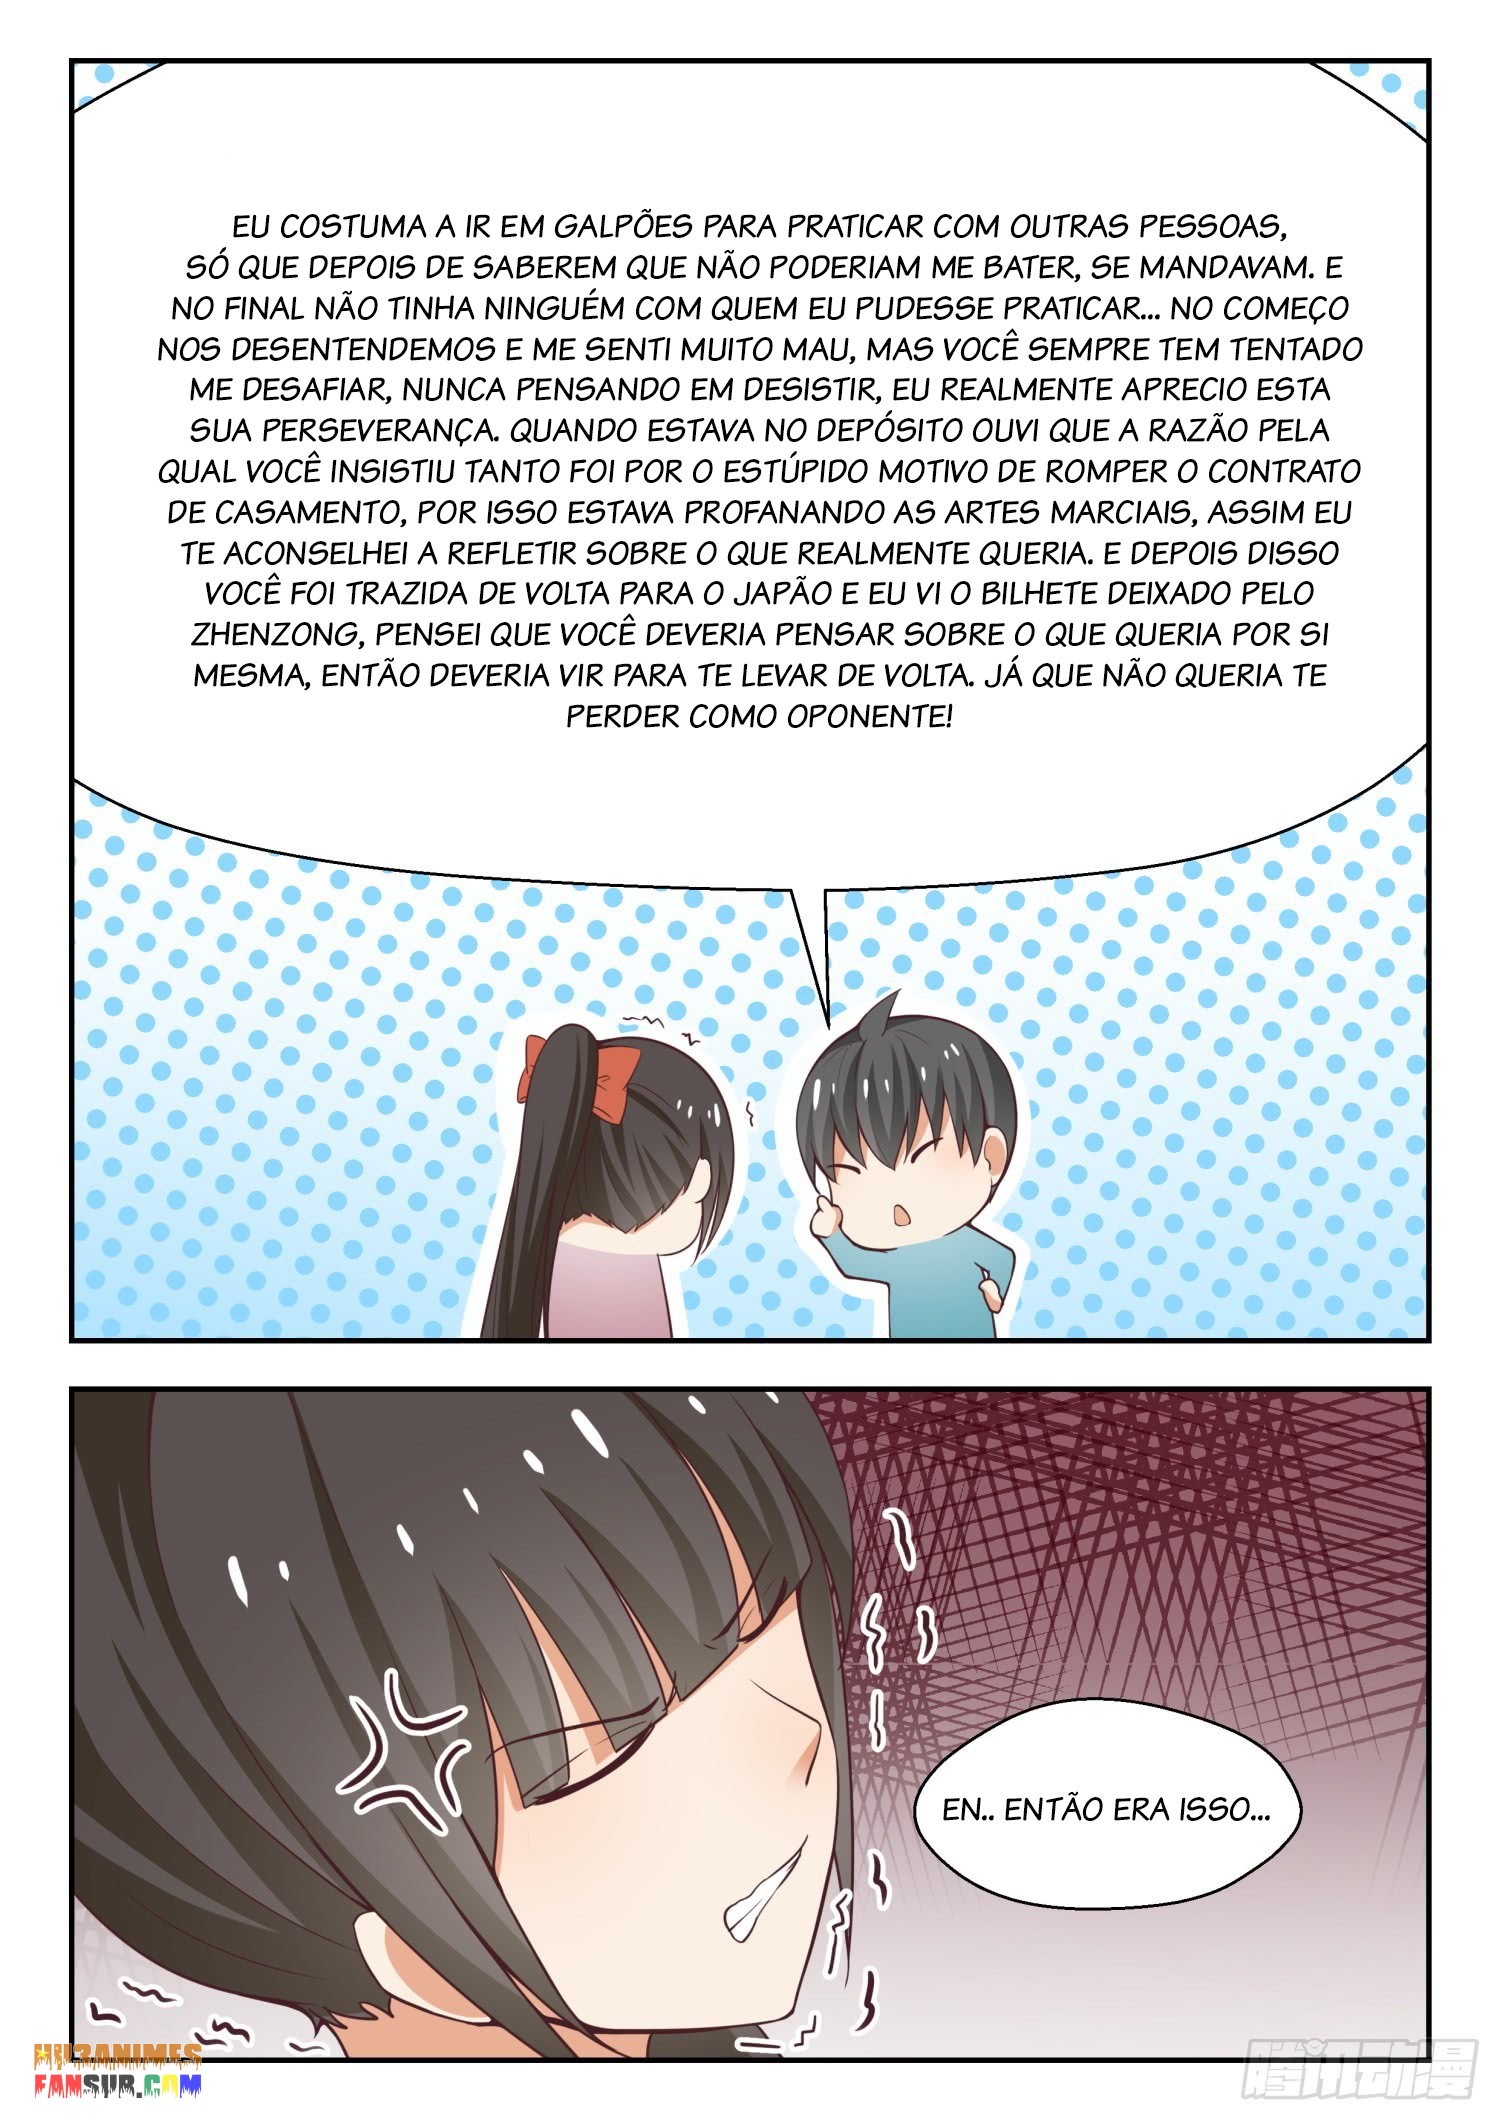 EU COSTUMA A IR EM GALPÕES PARA PRATICAR COM OUTRAS PESSOAS,
SÓ QUE DEPOIS DE SABEREM QUE NÃO PODERIAM ME BATER, SE MANDAVAM. E
NO FINAL NÃO TINHA NINGUÉM COM QUEM EU PUDESSE PRATICAR... NO COMEÇO
NOS DESENTENDEMOS E ME SENTI MUITO MAU, MAS VOCÊ SEMPRE TEM TENTADO
ME DESAFIAR, NUNCA PENSANDO EM DESISTIR, EU REALMENTE APRECIO ESTA
SUA PERSEVERANÇA. QUANDO ESTAVA NO DEPÓSITO OUVI QUE A RAZÃO PELA
QUAL VOCÊ INSISTIU TANTO FOI POR O ESTÚPIDO MOTIVO DE ROMPER O CONTRATO
DE CASAMENTO, POR ISSO ESTAVA PROFANANDO AS ARTES MARCIAIS, ASSIM EU
TE ACONSELHEI A REFLETIR SOBRE O QUE REALMENTE QUERIA. E DEPOIS DISSO
VOCÊ FOI TRAZIDA DE VOLTA PARA O JAPÃO E EU VI O BILHETE DEIXADO PELO
ZHENZONG, PENSEI QUE VOCÊ DEVERIA PENSAR SOBRE O QUE QUERIA POR SI
MESMA, ENTÃO DEVERIA VIR PARA TE LEVAR DE VOLTA. JÁ QUE NÃO QUERIA TE
PERDER COMO OPONENTE!
EN.. ENTÃO ERA ISSO...
FANSUB.COM
腾讯动漫